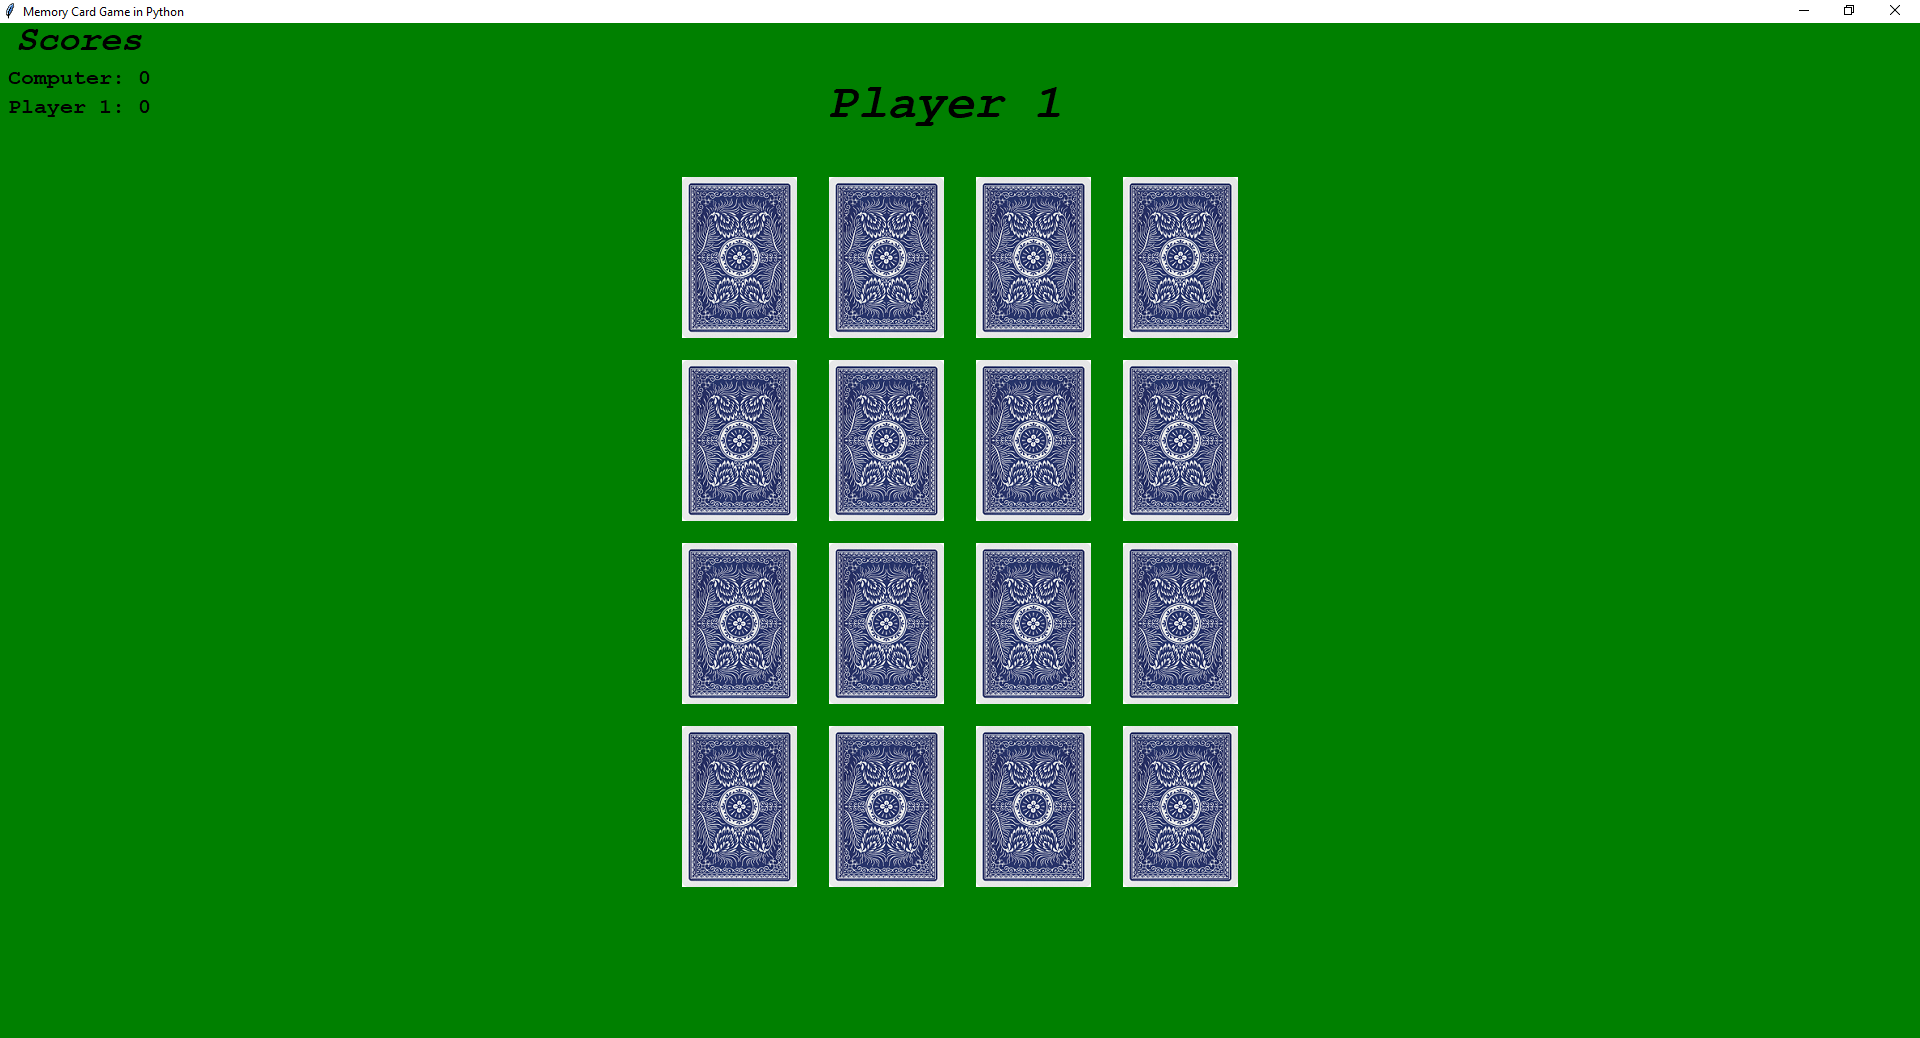 Memory Card Game in Python
Scores
Computer: 0
Player 1: 0
Player 1